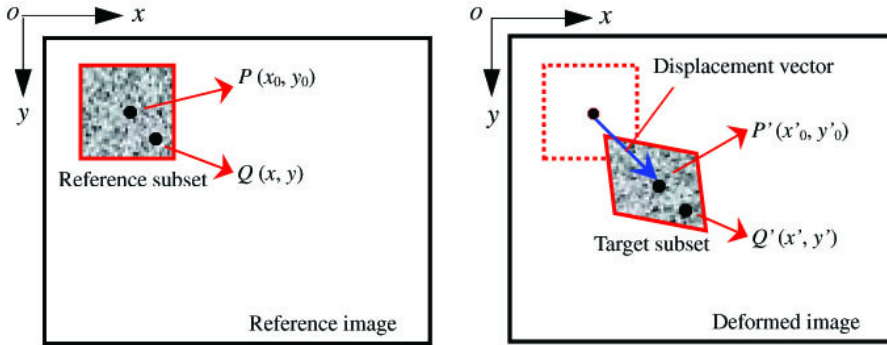 o x
y
P (x₀, y₀)
Q (x, y)
Reference subset
Reference image
o x
y
Displacement vector
P’ (x’₀, y’₀)
Q’ (x’, y’)
Target subset
Deformed image